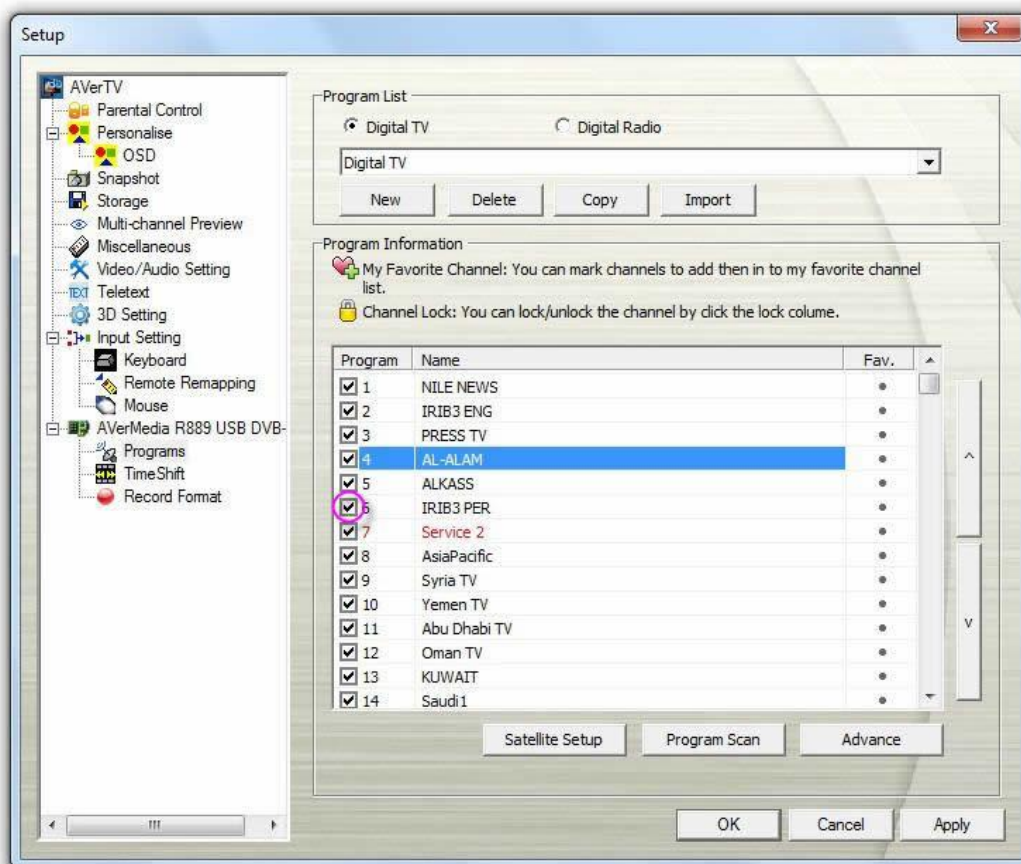 Setup
X
AVerTV
Parental Control
Personalise
OSD
Snapshot
Storage
Multi-channel Preview
Miscellaneous
Video/Audio Setting
TEXT Teletext
3D Setting
Input Setting
Keyboard
Remote Remapping
Mouse
AVerMedia R889 USB DVB-
Programs
TimeShift
Record Format
Program List
Digital TV Digital Radio
Digital TV
New Delete Copy Import
Program Information
My Favorite Channel: You can mark channels to add then in to my favorite channel
list.
Channel Lock: You can lock/unlock the channel by click the lock colume.
Program Name Fav.
1 NILE NEWS
2 IRIB3 ENG
3 PRESS TV
4 AL-ALAM
5 ALKASS
6 IRIB3 PER
7 Service 2
8 AsiaPacific
9 Syria TV
10 Yemen TV
11 Abu Dhabi TV
12 Oman TV
13 KUWAIT
14 Saudi1
^
v
Satellite Setup Program Scan Advance
OK Cancel Apply